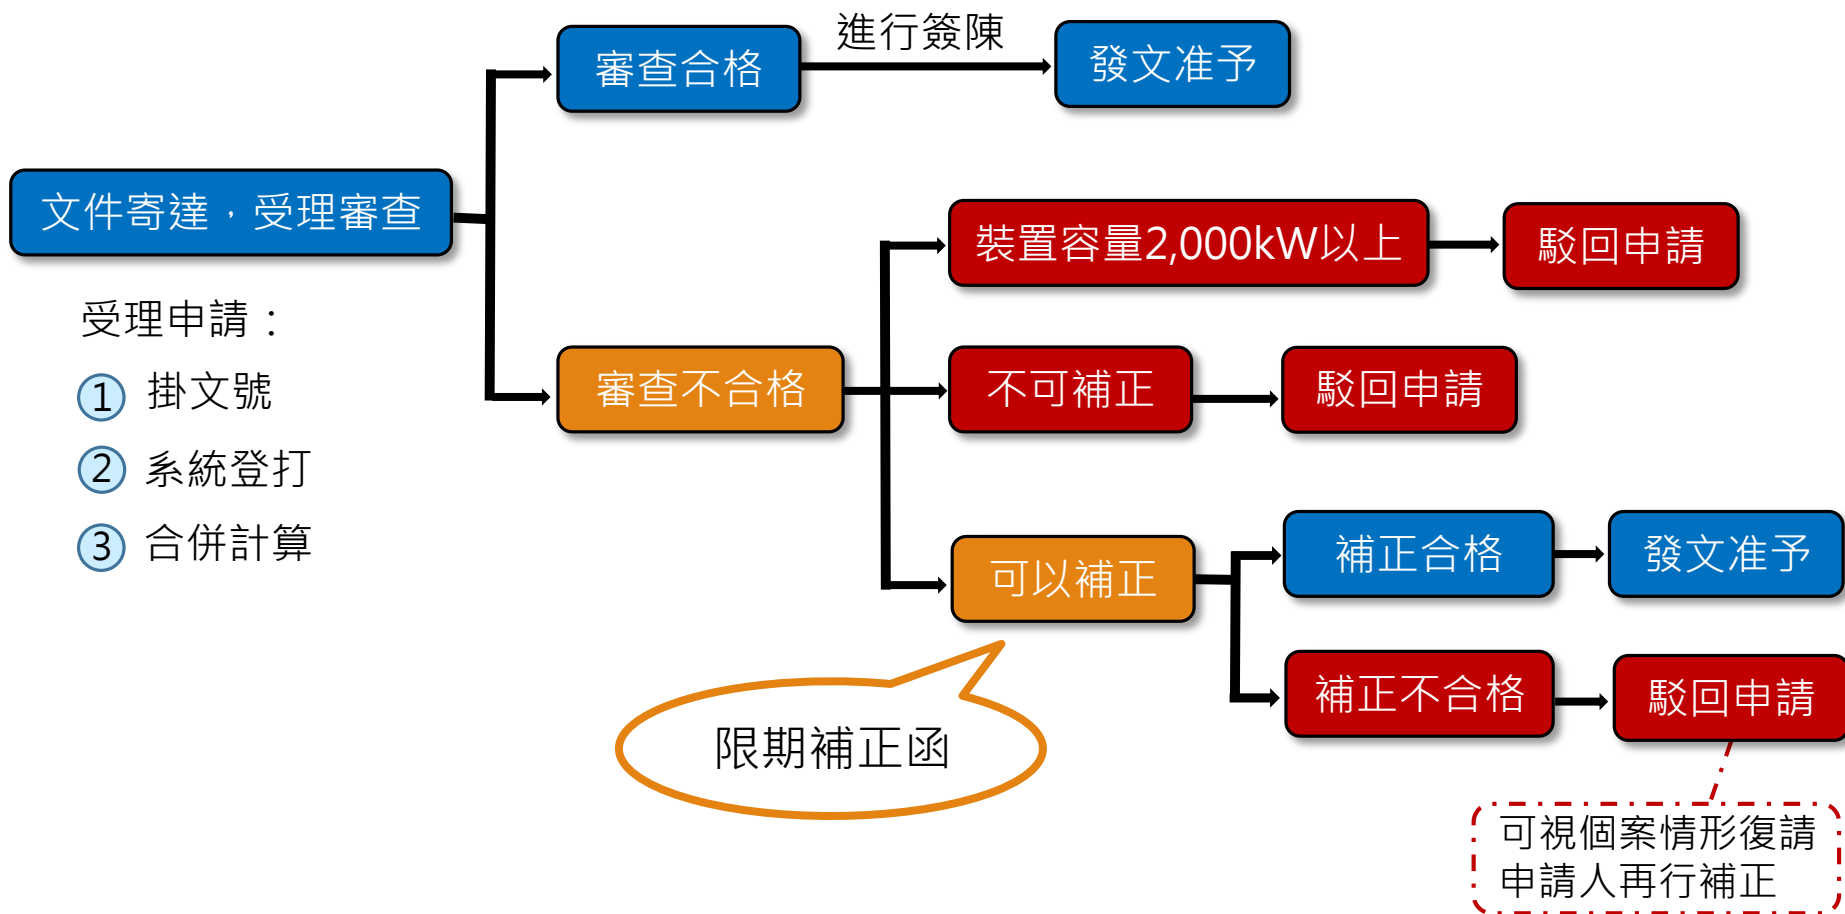 進行簽陳
審查合格
發文准予
文件寄達，受理審查
受理申請：
1 掛文號
2 系統登打
3 合併計算
審查不合格
裝置容量2,000kW以上
駁回申請
不可補正
駁回申請
可以補正
限期補正函
補正合格
發文准予
補正不合格
駁回申請
可視個案情形復請
申請人再行補正